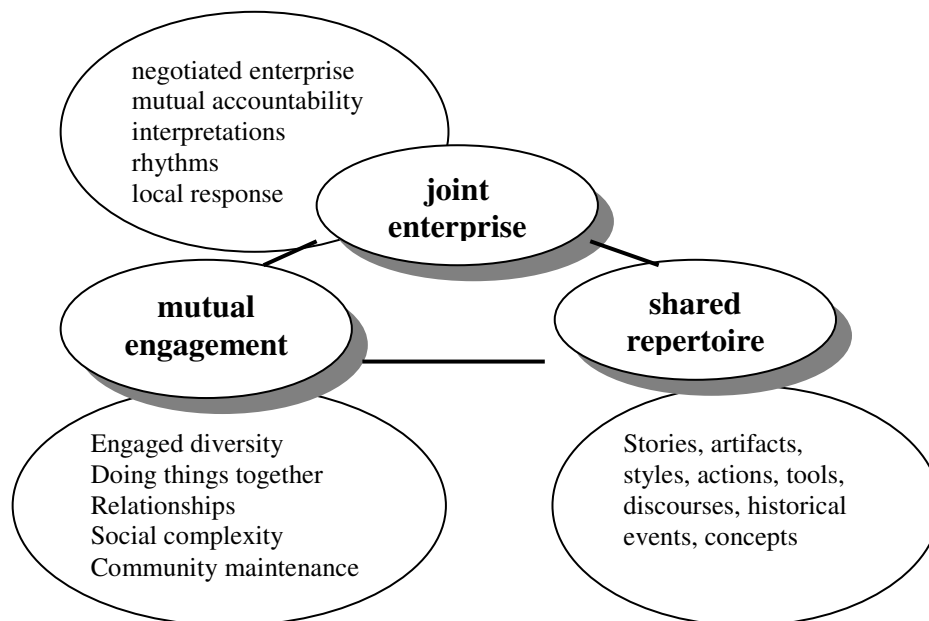 negotiated enterprise
mutual accountability
interpretations
rhythms
local response
joint
enterprise
mutual
engagement
shared
repertoire
Engaged diversity
Doing things together
Relationships
Social complexity
Community maintenance
Stories, artifacts,
styles, actions, tools,
discourses, historical
events, concepts